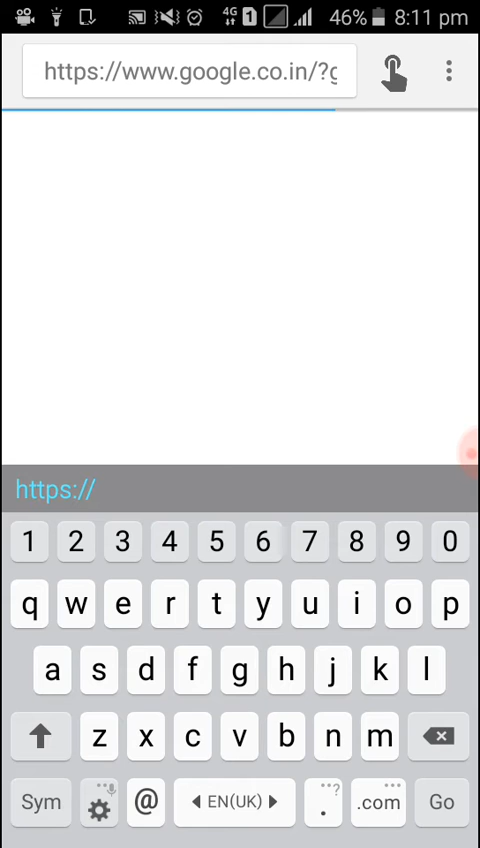 4G 1 46% 8:11 pm
https://www.google.co.in/?g
https://
1 2 3 4 5 6 7 8 9 0
q w e r t y u i o p
a s d f g h j k l
z x c v b n m
Sym @ EN(UK) . ? .com Go